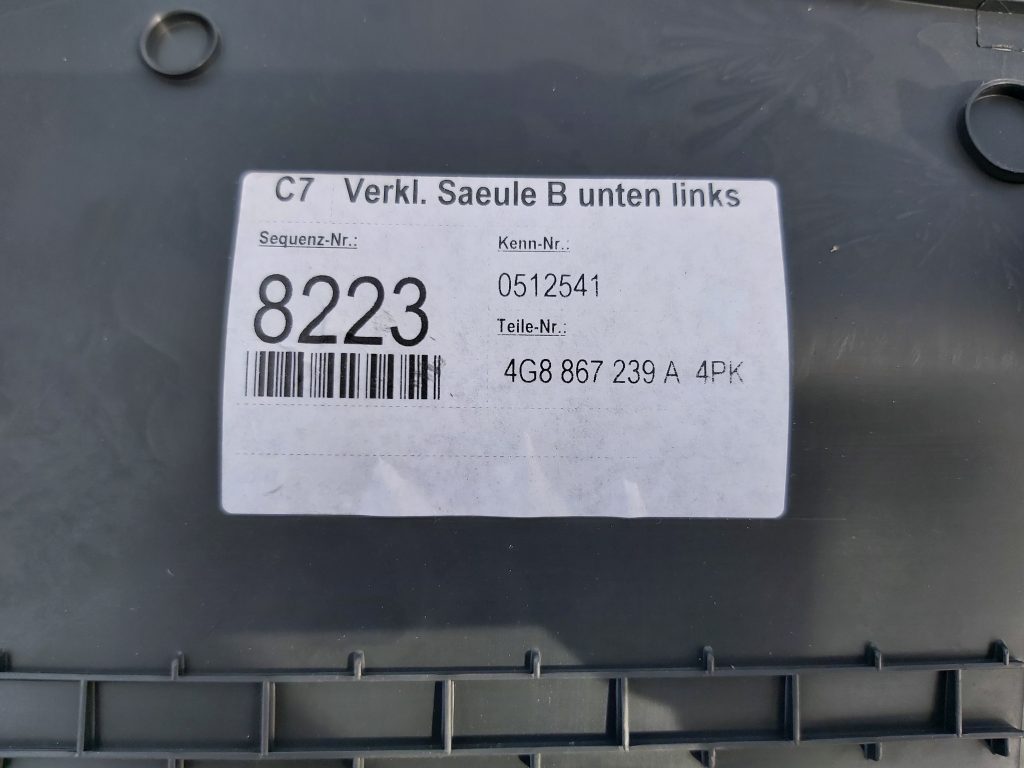 C7 Verkl. Saeule B unten links
Sequenz-Nr.:
8223
Kenn-Nr.:
0512541
Teile-Nr.:
4G8 867 239 A 4PK